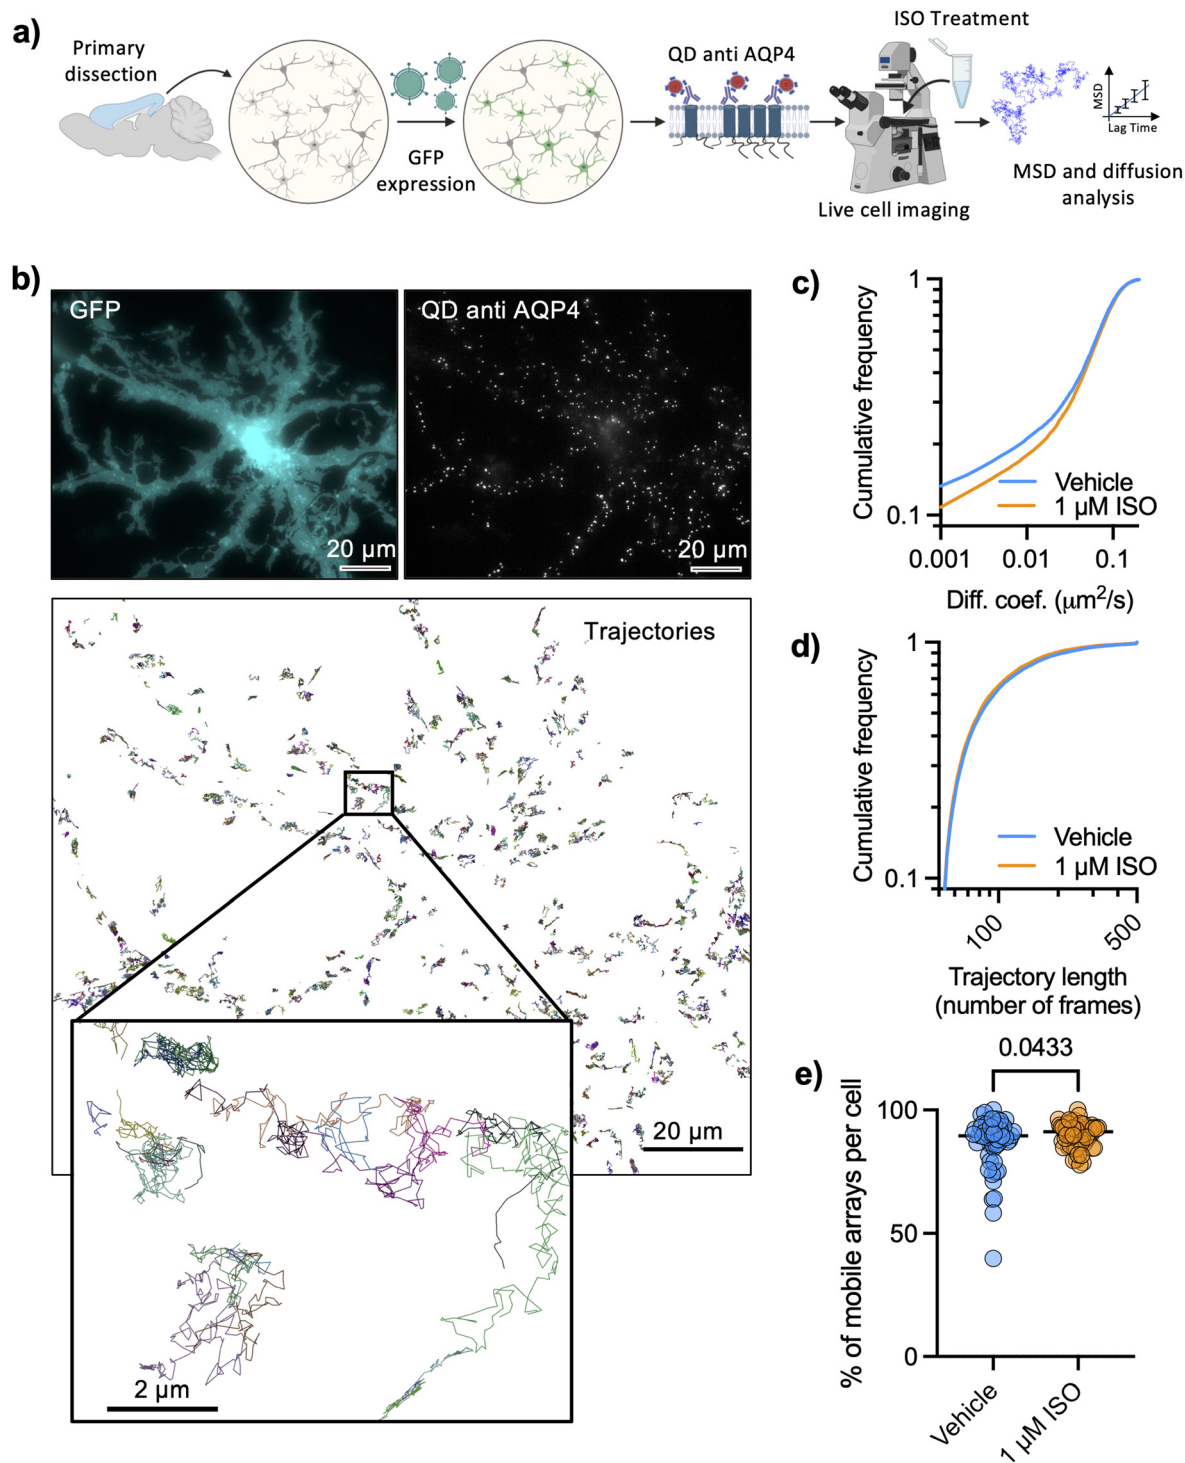 a)
Primary
dissection
GFP
expression
QD anti AQP4
ISO Treatment
Live cell imaging
MSD
Lag Time
MSD and diffusion
analysis
b)
GFP
20 μm
QD anti AQP4
20 μm
Trajectories
20 μm
2 μm
c)
Cumulative frequency
1
0.1
Vehicle
1 μM ISO
0.001 0.01 0.1
Diff. coef. (μm²/s)
d)
Cumulative frequency
1
0.1
Vehicle
1 μM ISO
100 500
Trajectory length
(number of frames)
e)
0.0433
% of mobile arrays per cell
100
50
0
Vehicle
1 μM ISO